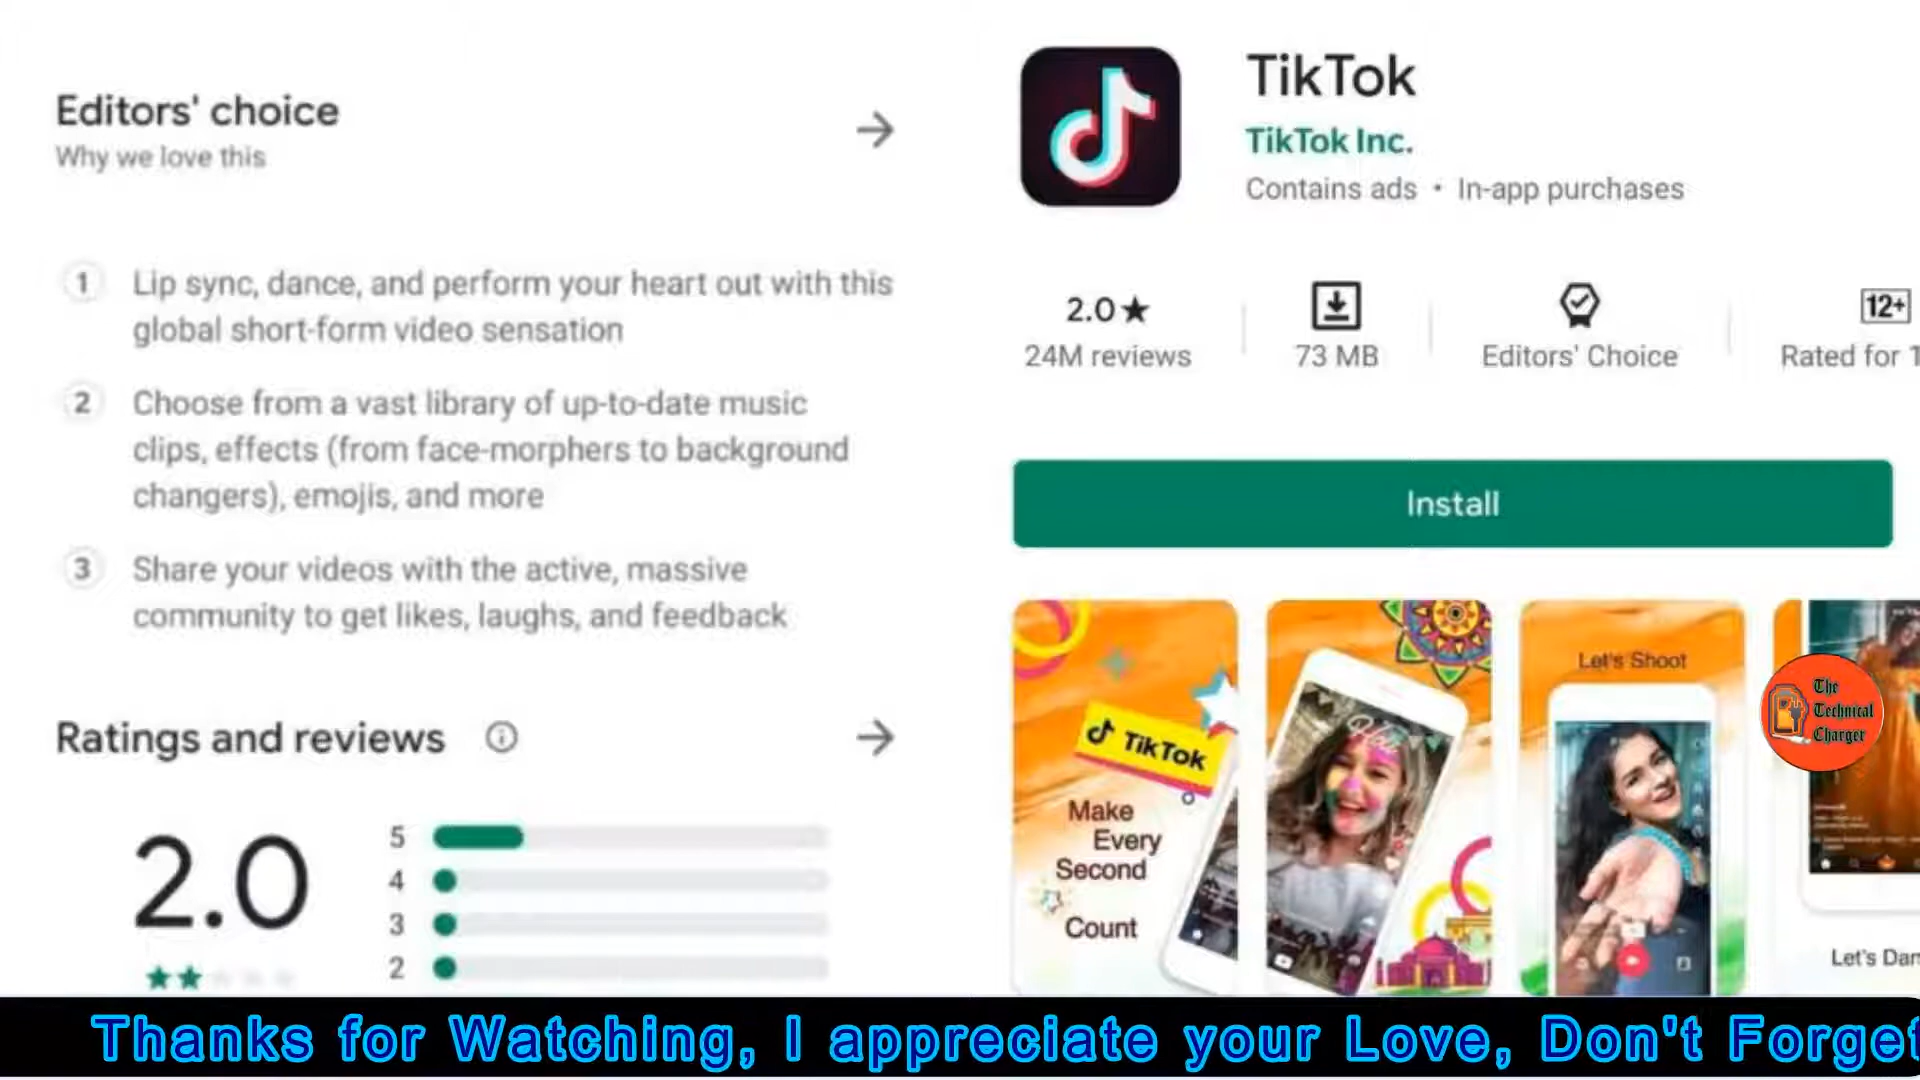 Editors' choice
Why we love this
1 Lip sync, dance, and perform your heart out with this
global short-form video sensation
2 Choose from a vast library of up-to-date music
clips, effects (from face-morphers to background
changers), emojis, and more
3 Share your videos with the active, massive
community to get likes, laughs, and feedback
Ratings and reviews
2.0
5
4
3
2
TikTok
TikTok Inc.
Contains ads • In-app purchases
2.0★
24M reviews
73 MB
Editors' Choice
12+
Rated for 1
Install
TikTok
Make
Every
Second
Count
Let's Shoot
The
Technical
Charger
Let's Dan
Thanks for Watching, I appreciate your Love, Don't Forget